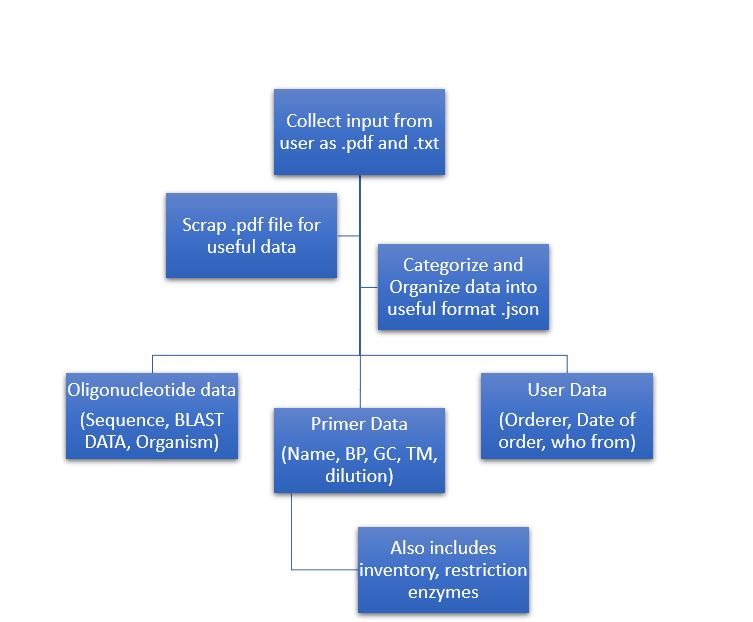 Collect input from
user as .pdf and .txt
Scrap .pdf file for
useful data
Categorize and
Organize data into
useful format .json
Oligonucleotide data
(Sequence, BLAST
DATA, Organism)
Primer Data
(Name, BP, GC, TM,
dilution)
User Data
(Orderer, Date of
order, who from)
Also includes
inventory, restriction
enzymes